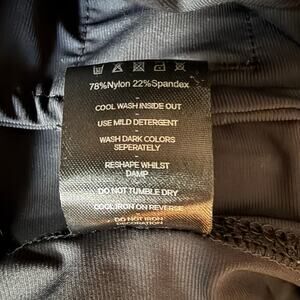 78%Nylon 22%Spandex
COOL WASH INSIDE OUT
USE MILD DETERGENT -
WASH DARK COLORS
SEPERATELY -
RESHAPE WHILST
DAMP
DO NOT TUMBLE DRY
COOL IRON ON REVERSE
DO NOT IRON
DECORATION